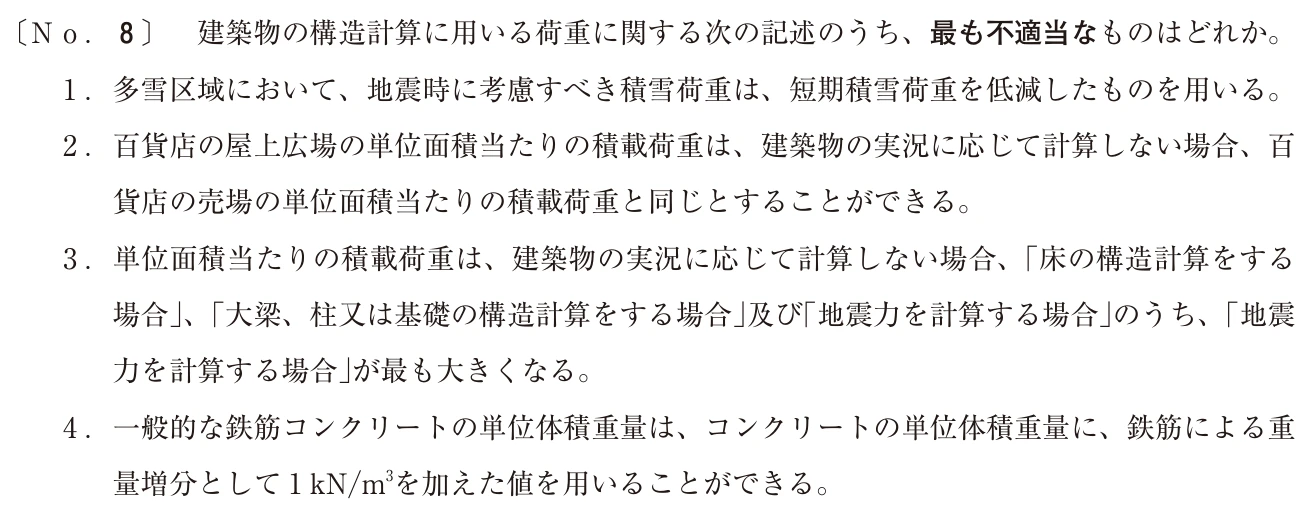 〔Ｎｏ．８〕　建築物の構造計算に用いる荷重に関する次の記述のうち、最も不適当なものはどれか。
１．多雪区域において、地震時に考慮すべき積雪荷重は、短期積雪荷重を低減したものを用いる。
２．百貨店の屋上広場の単位面積当たりの積載荷重は、建築物の実況に応じて計算しない場合、百
貨店の売場の単位面積当たりの積載荷重と同じとすることができる。
３．単位面積当たりの積載荷重は、建築物の実況に応じて計算しない場合、「床の構造計算をする
場合」、「大梁、柱又は基礎の構造計算をする場合」及び「地震力を計算する場合」のうち、「地震
力を計算する場合」が最も大きくなる。
４．一般的な鉄筋コンクリートの単位体積重量は、コンクリートの単位体積重量に、鉄筋による重
量増分として１kN/m³を加えた値を用いることができる。